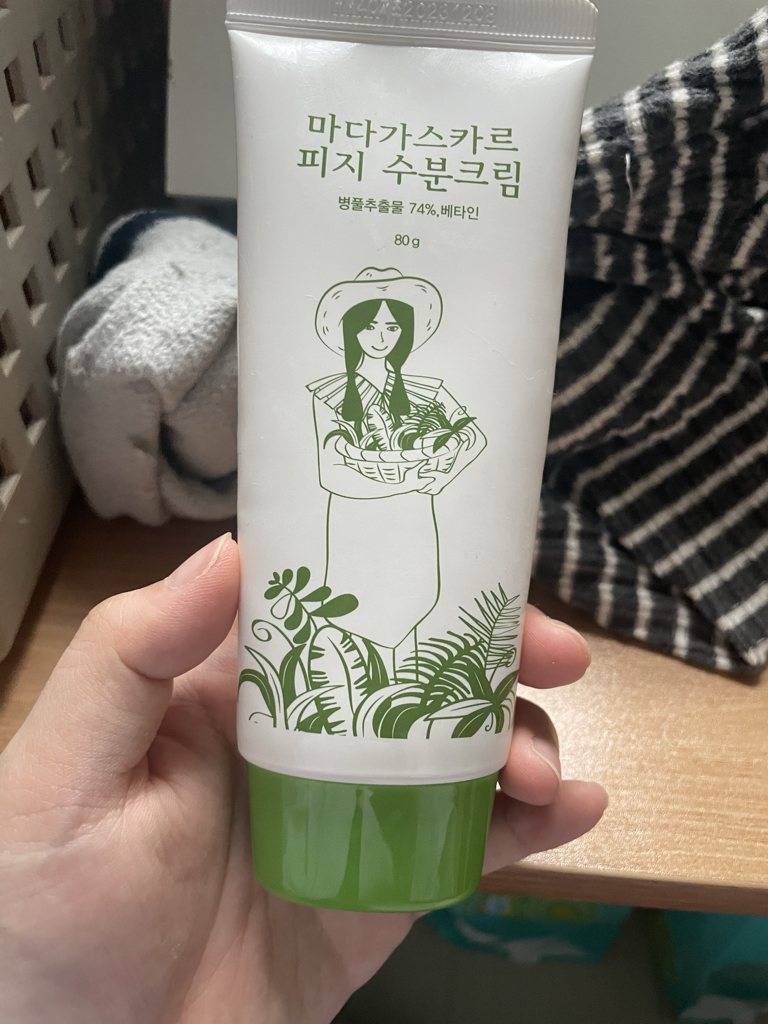 마다가스카르
피지 수분크림
병풀추출물 74%,베타인
80g